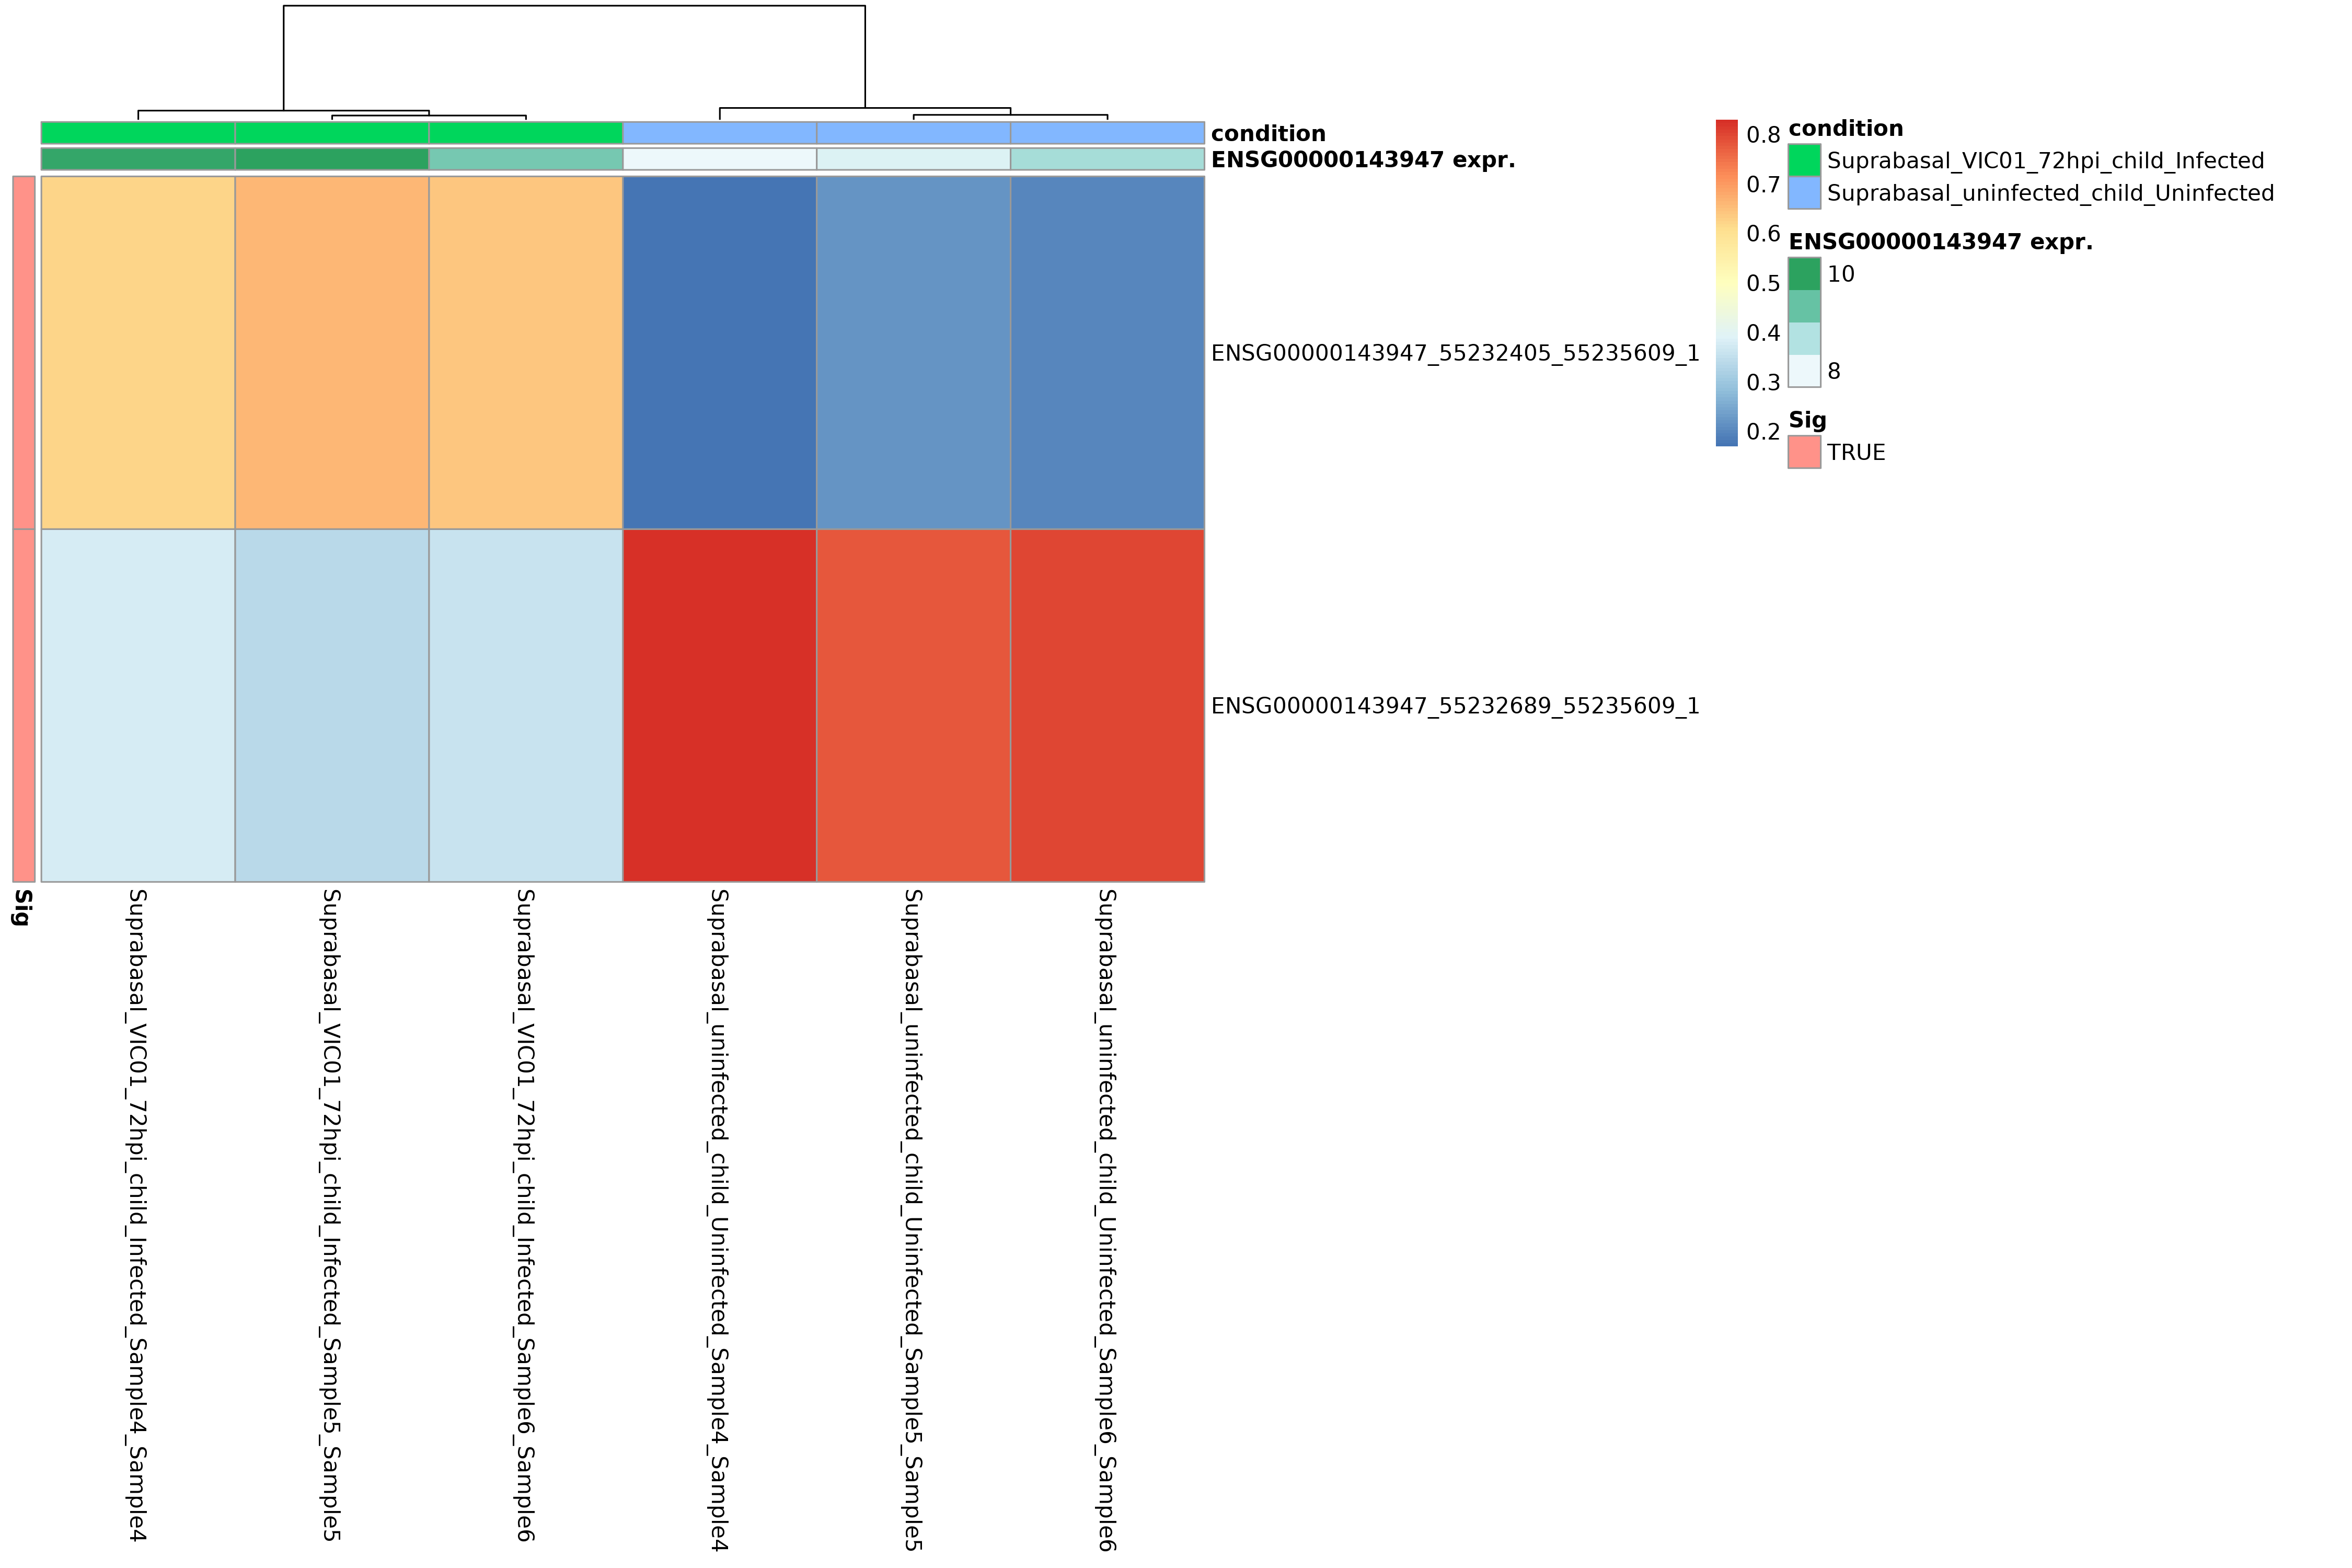 condition
ENSG00000143947 expr.
ENSG00000143947_55232405_55235609_1
ENSG00000143947_55232689_55235609_1
0.8
0.7
0.6
0.5
0.4
0.3
0.2
condition
Suprabasal_VIC01_72hpi_child_Infected
Suprabasal_uninfected_child_Uninfected
ENSG00000143947 expr.
10
8
Sig
TRUE
Sig
Suprabasal_VIC01_72hpi_child_Infected_Sample4_Sample4
Suprabasal_VIC01_72hpi_child_Infected_Sample5_Sample5
Suprabasal_VIC01_72hpi_child_Infected_Sample6_Sample6
Suprabasal_uninfected_child_Uninfected_Sample4_Sample4
Suprabasal_uninfected_child_Uninfected_Sample5_Sample5
Suprabasal_uninfected_child_Uninfected_Sample6_Sample6